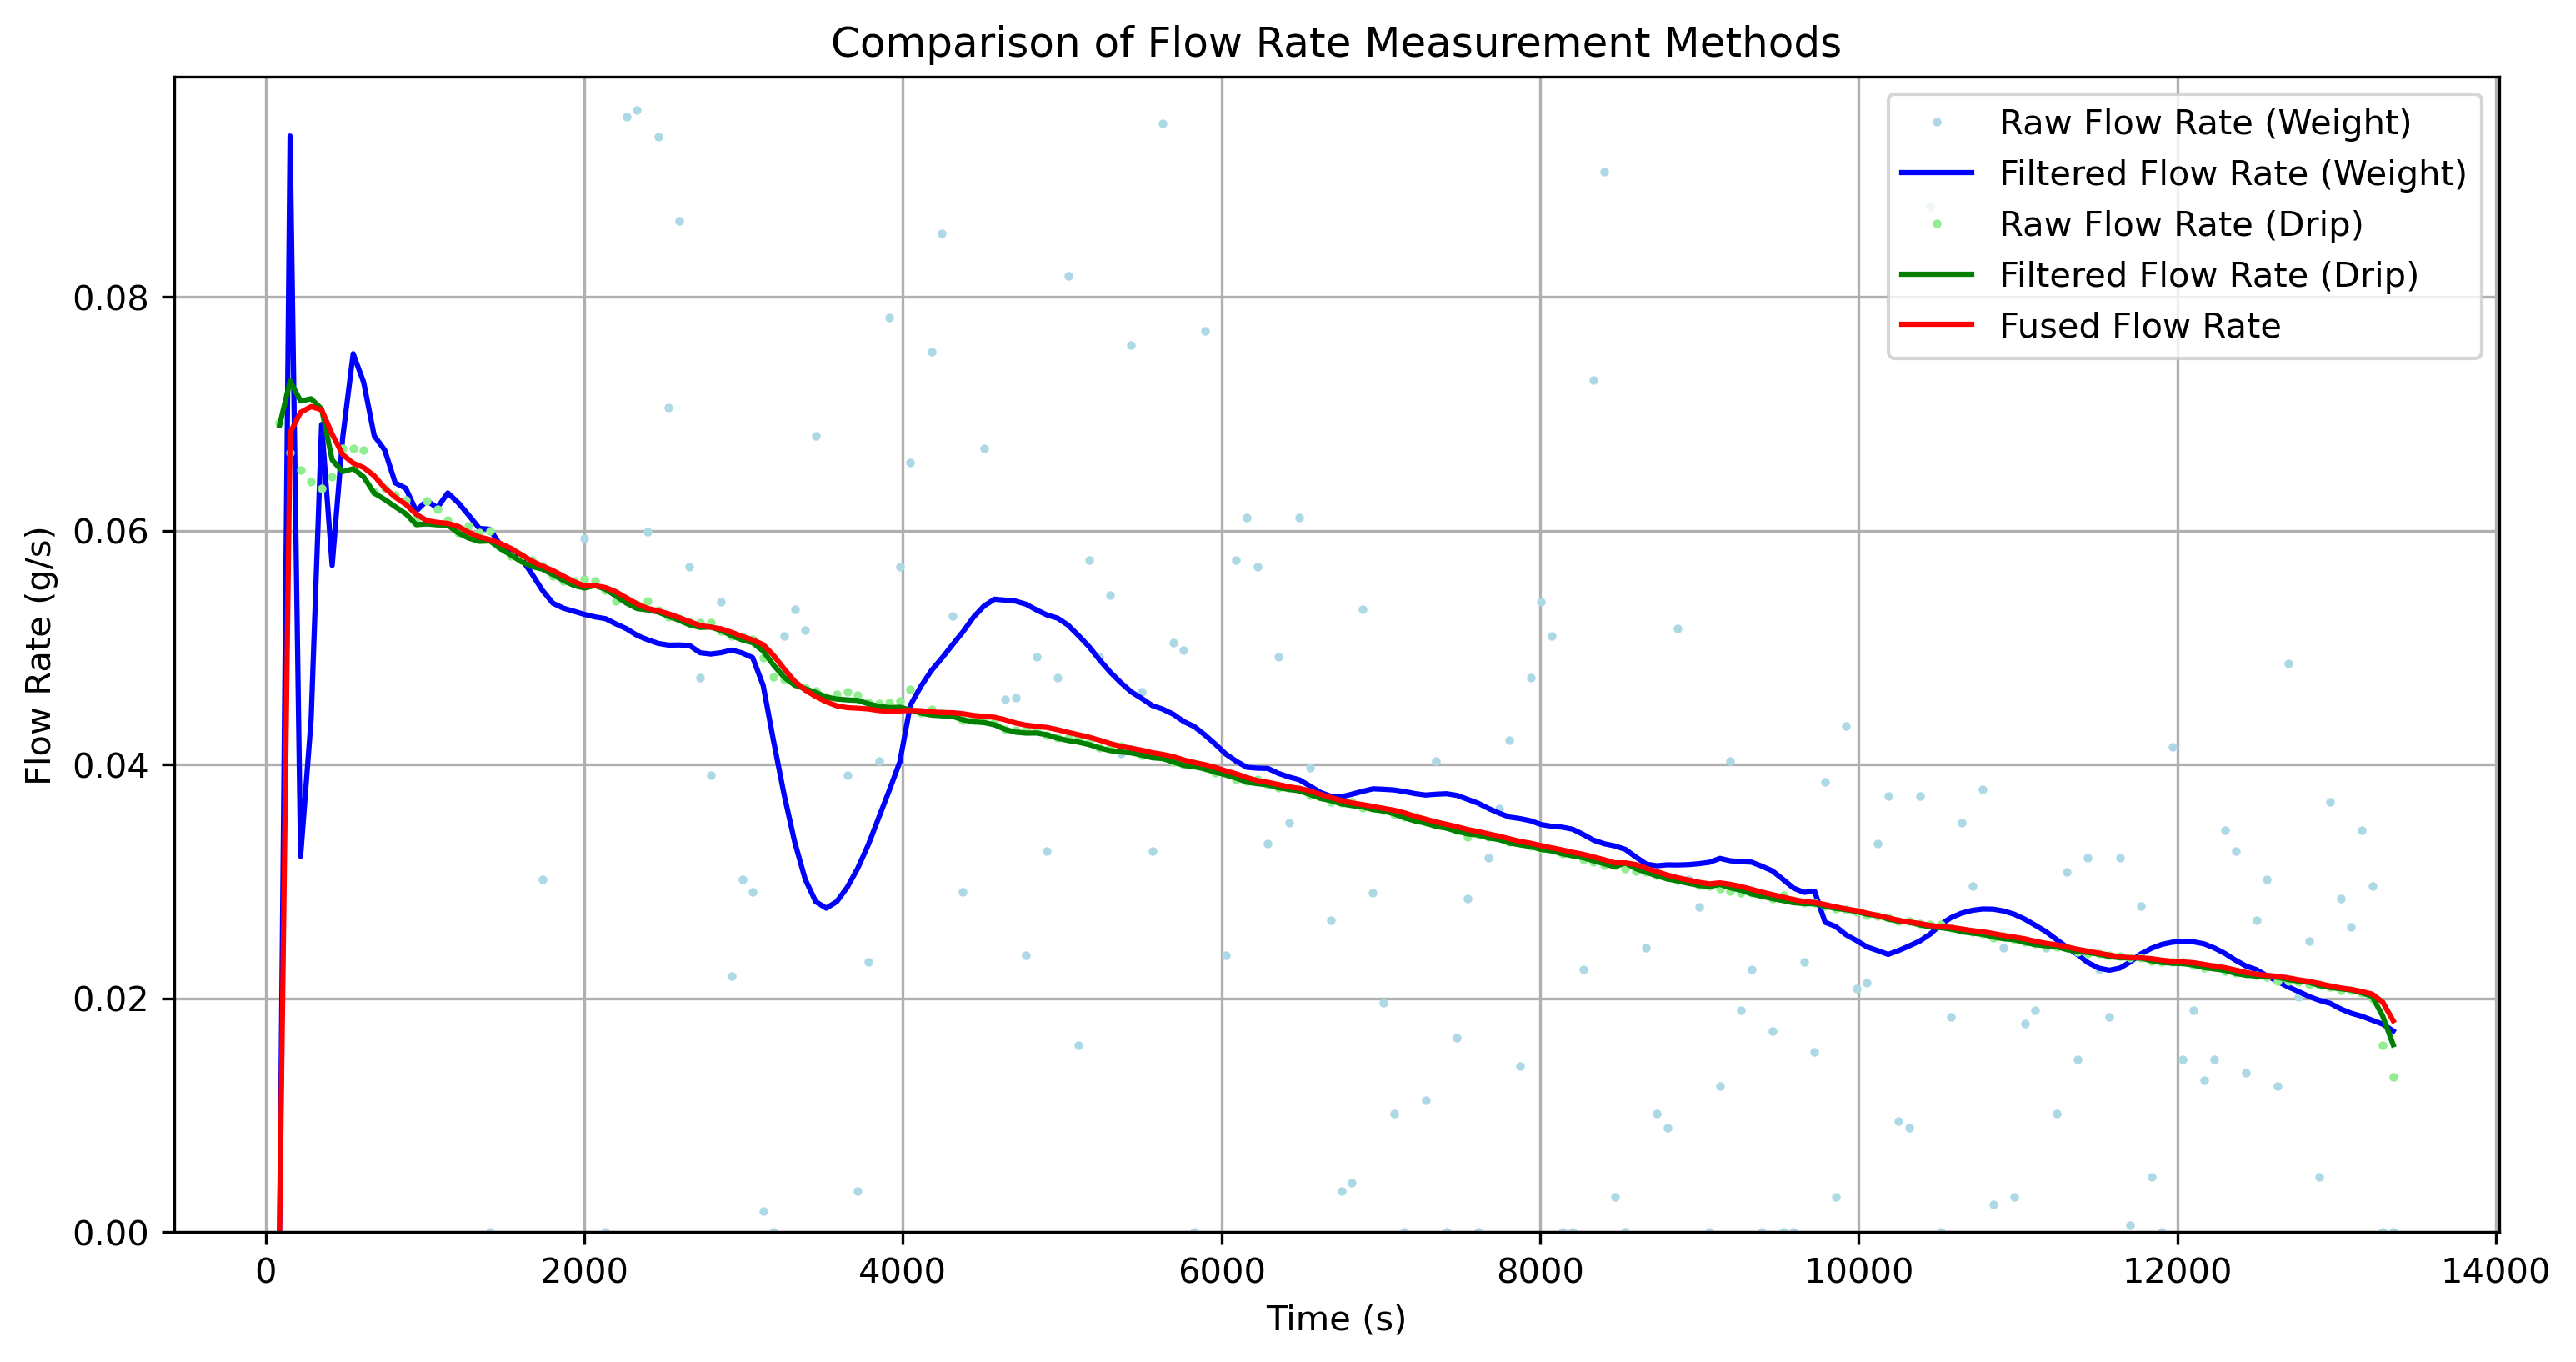 Comparison of Flow Rate Measurement Methods
Raw Flow Rate (Weight)
Filtered Flow Rate (Weight)
Raw Flow Rate (Drip)
Filtered Flow Rate (Drip)
Fused Flow Rate
Flow Rate (g/s)
0.08
0.06
0.04
0.02
0.00
0 2000 4000 6000 8000 10000 12000 14000
Time (s)